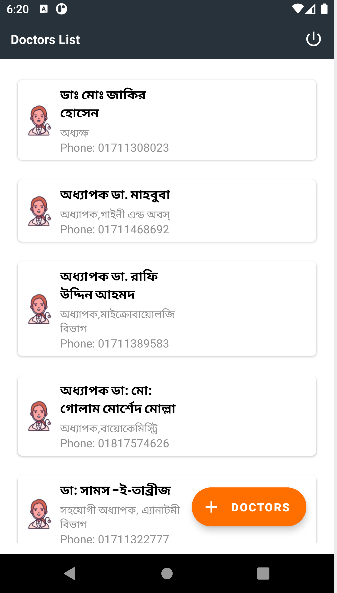 6:20
Doctors List
ডাঃ মোঃ জাকির
হোসেন
অধ্যক্ষ
Phone: 01711308023
অধ্যাপক ডা. মাহবুবা
অধ্যাপক,গাইনী এন্ড অবস্
Phone: 01711468692
অধ্যাপক ডা. রাফি
উদ্দিন আহমদ
অধ্যাপক,মাইক্রোবায়োলজি
বিভাগ
Phone: 01711389583
অধ্যাপক ডা: মো:
গোলাম মোর্শেদ মোল্লা
অধ্যাপক,বায়োকেমিস্ট্রি
Phone: 01817574626
ডা: সামস -ই-তাব্রীজ
সহযোগী অধ্যাপক, এ্যানাটমী
বিভাগ
Phone: 01711322777
+ DOCTORS